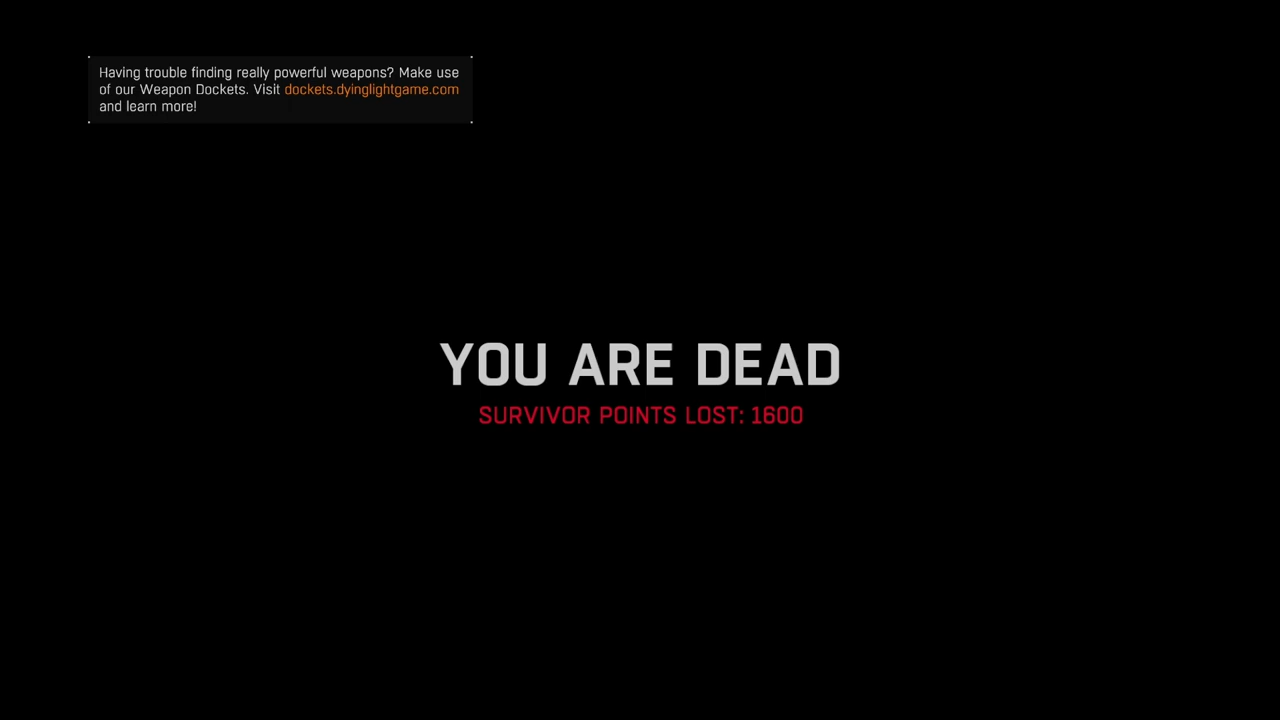 Having trouble finding really powerful weapons? Make use
of our Weapon Dockets. Visit dockets.dyinglightgame.com
and learn more!
YOU ARE DEAD
SURVIVOR POINTS LOST: 1600